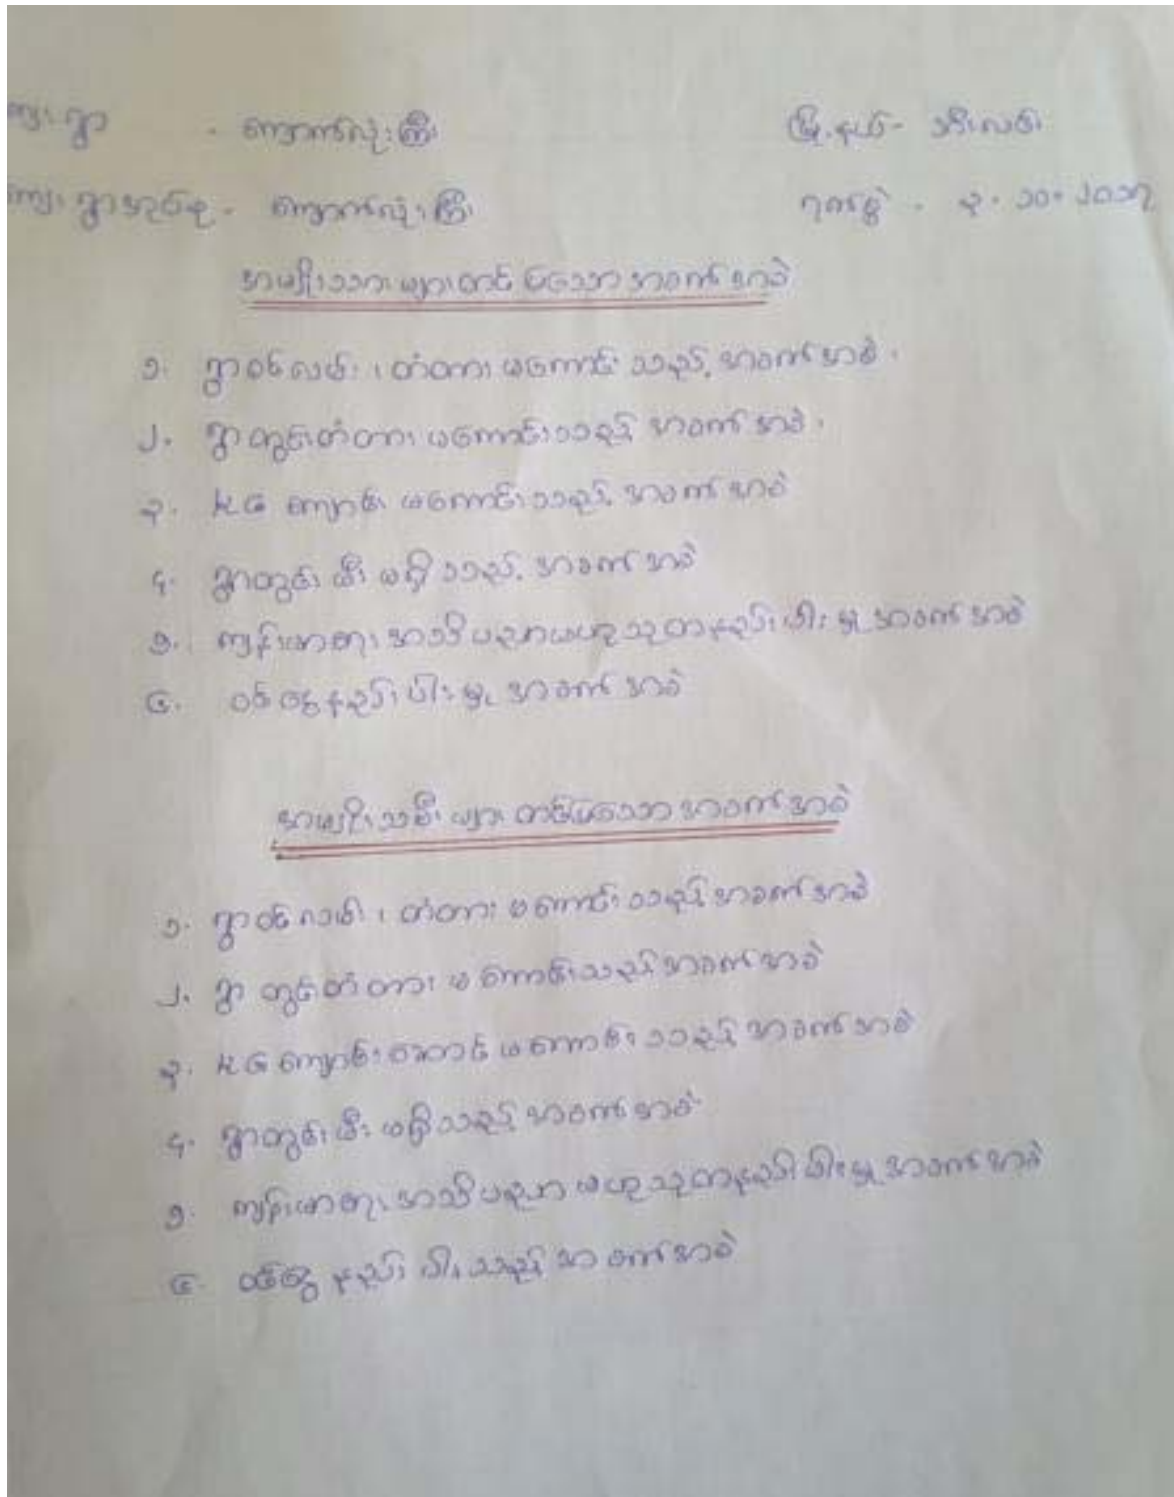 ကျေးရွာ - ကျောက်လုံးကြီး မြို့နယ် - အင်းလေး
ကျေးရွာအုပ်စု - ကျောက်လုံးကြီး ရက်စွဲ - ၃.၁၀.၂၀၁၇
အမျိုးသားများတင်ပြသော အခက်အခဲ
၁. ရွာဝင်လမ်း၊ တံတား မကောင်းသည့် အခက်အခဲ
၂. ရွာတွင်းတံတား မကောင်းသည့် အခက်အခဲ
၃. KG ကျောင်း မကောင်းသည့် အခက်အခဲ
၄. ရွာတွင်း မီး မရှိသည့် အခက်အခဲ
၅. ကျန်းမာရေး အသိပညာဗဟုသုတနည်းပါးမှု အခက်အခဲ
၆. ဝင်ငွေနည်းပါးမှု အခက်အခဲ
အမျိုးသမီးများ တင်ပြသော အခက်အခဲ
၁. ရွာဝင်လမ်း၊ တံတား မကောင်းသည့် အခက်အခဲ
၂. ရွာတွင်းတံတား မကောင်းသည့် အခက်အခဲ
၃. KG ကျောင်းဆောင် မကောင်းသည့် အခက်အခဲ
၄. ရွာတွင်း မီး မရှိသည့် အခက်အခဲ
၅. ကျန်းမာရေး အသိပညာ ဗဟုသုတနည်းပါးမှု အခက်အခဲ
၆. ဝင်ငွေ နည်းပါးသည့် အခက်အခဲ